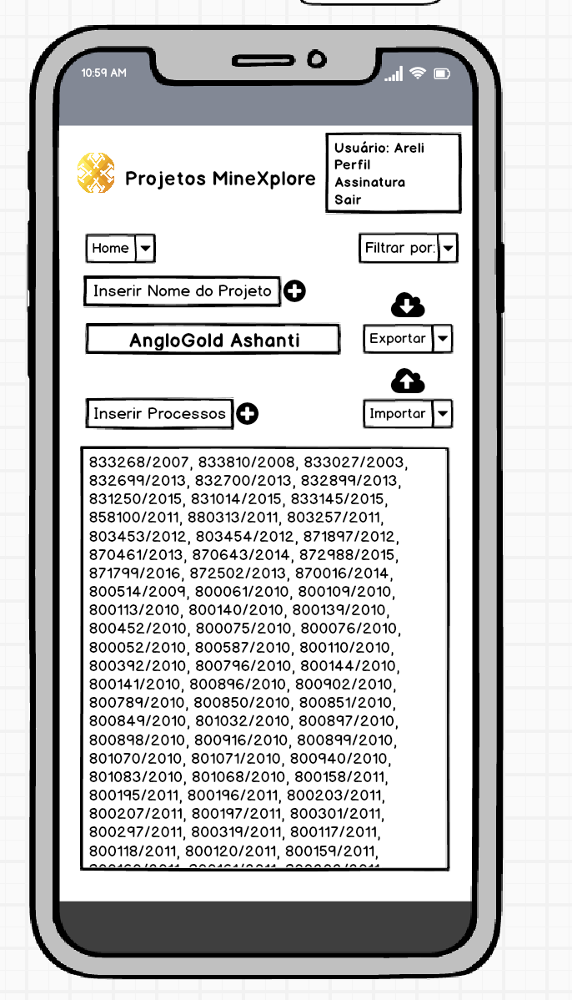 10:59 AM
Projetos MineXplore
Usuário: Areli
Perfil
Assinatura
Sair
Home
Filtrar por:
Inserir Nome do Projeto
AngloGold Ashanti
Exportar
Inserir Processos
Importar
833268/2007, 833810/2008, 833027/2003,
832699/2013, 832700/2013, 832899/2013,
831250/2015, 831014/2015, 833145/2015,
858100/2011, 880313/2011, 803257/2011,
803453/2012, 803454/2012, 871897/2012,
870461/2013, 870643/2014, 872988/2015,
871799/2016, 872502/2013, 870016/2014,
800514/2009, 800061/2010, 800109/2010,
800113/2010, 800140/2010, 800139/2010,
800452/2010, 800075/2010, 800076/2010,
800052/2010, 800587/2010, 800110/2010,
800392/2010, 800796/2010, 800144/2010,
800141/2010, 800896/2010, 800902/2010,
800789/2010, 800850/2010, 800851/2010,
800849/2010, 801032/2010, 800897/2010,
800898/2010, 800916/2010, 800899/2010,
801070/2010, 801071/2010, 800940/2010,
801083/2010, 801068/2010, 800158/2011,
800195/2011, 800196/2011, 800203/2011,
800207/2011, 800197/2011, 800301/2011,
800297/2011, 800319/2011, 800117/2011,
800118/2011, 800120/2011, 800159/2011,